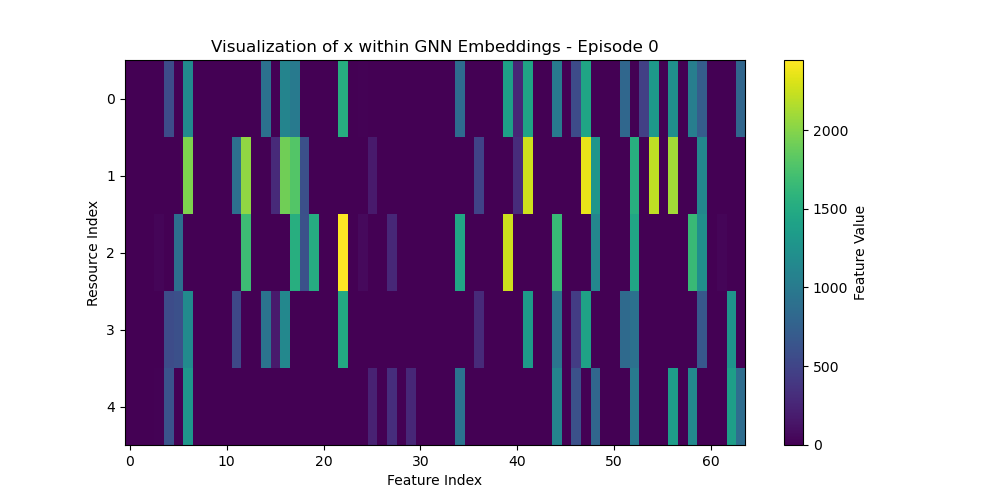 Visualization of x within GNN Embeddings - Episode 0
Resource Index
0
1
2
3
4
0 10 20 30 40 50 60
Feature Index
2000
1500
1000
500
0
Feature Value